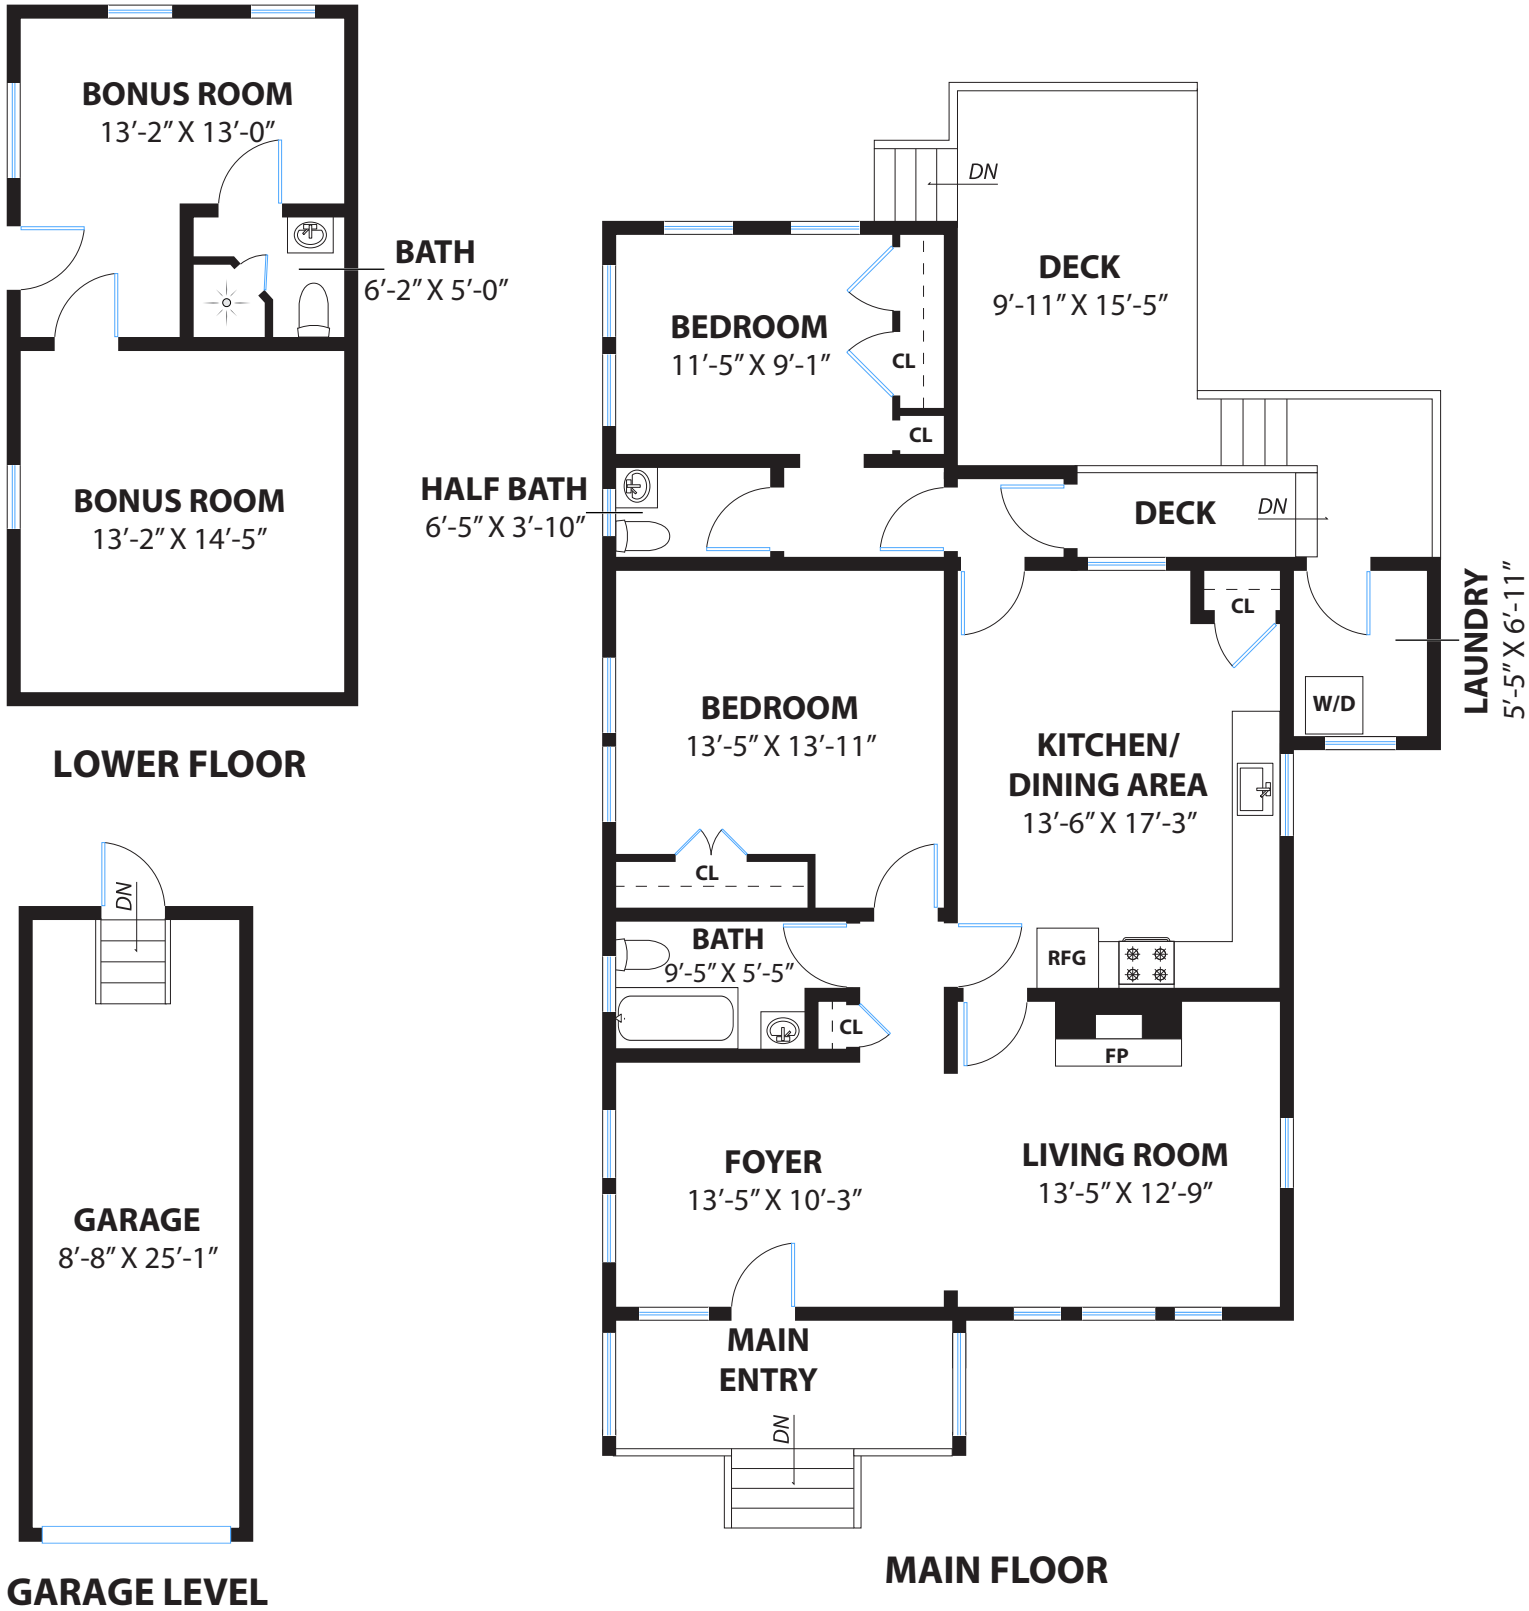 BONUS ROOM
13′-2″ X 13′-0″
BATH
6′-2″ X 5′-0″
BONUS ROOM
13′-2″ X 14′-5″
LOWER FLOOR
DN
GARAGE
8′-8″ X 25′-1″
GARAGE LEVEL
DN
DECK
9′-11″ X 15′-5″
BEDROOM
11′-5″ X 9′-1″
CL
CL
HALF BATH
6′-5″ X 3′-10″
DECK
DN
CL
LAUNDRY
5′-5″ X 6′-11″
W/D
BEDROOM
13′-5″ X 13′-11″
CL
KITCHEN/
DINING AREA
13′-6″ X 17′-3″
BATH
9′-5″ X 5′-5″
RFG
CL
FP
FOYER
13′-5″ X 10′-3″
LIVING ROOM
13′-5″ X 12′-9″
MAIN
ENTRY
DN
MAIN FLOOR